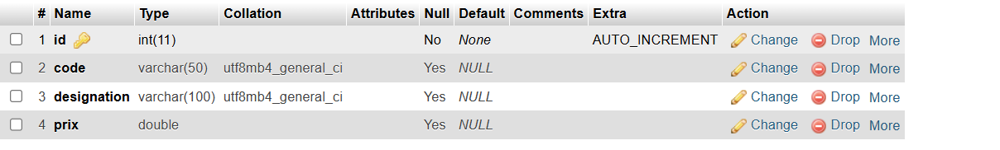 # Name Type Collation Attributes Null Default Comments Extra Action
1 id int(11) No None AUTO_INCREMENT Change Drop More
2 code varchar(50) utf8mb4_general_ci Yes NULL Change Drop More
3 designation varchar(100) utf8mb4_general_ci Yes NULL Change Drop More
4 prix double Yes NULL Change Drop More